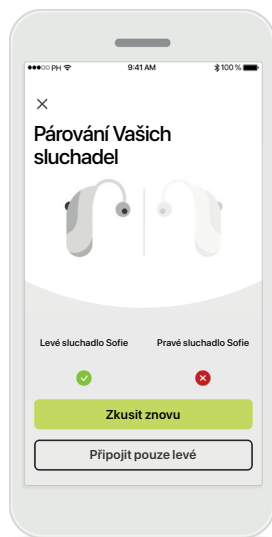 PH 9:41 AM 100 %
Párování Vašich
sluchadel
Levé sluchadlo Sofie Pravé sluchadlo Sofie
Zkusit znovu
Připojit pouze levé